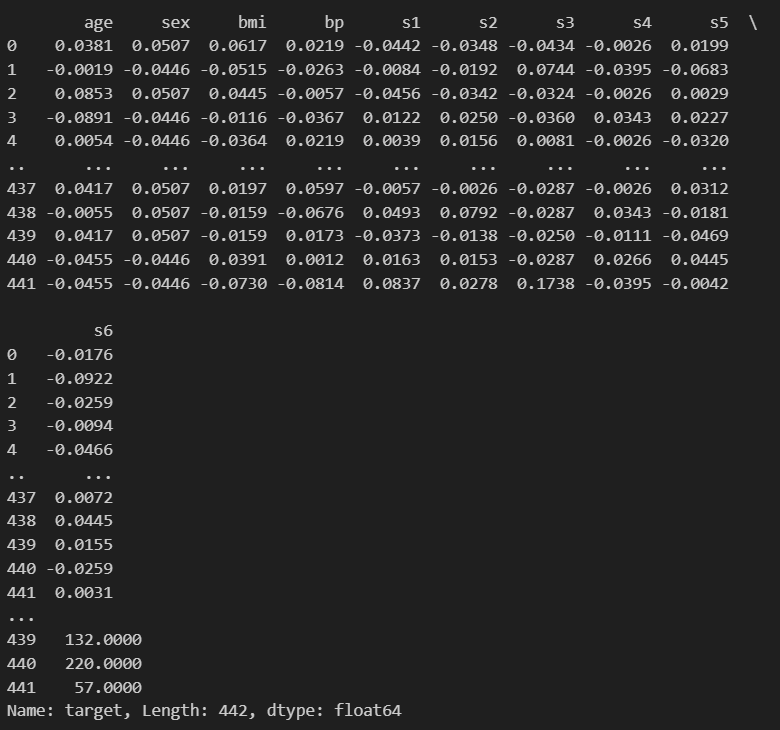 age     sex     bmi      bp      s1      s2      s3      s4      s5  \
0    0.0381  0.0507  0.0617  0.0219 -0.0442 -0.0348 -0.0434 -0.0026  0.0199
1   -0.0019 -0.0446 -0.0515 -0.0263 -0.0084 -0.0192  0.0744 -0.0395 -0.0683
2    0.0853  0.0507  0.0445 -0.0057 -0.0456 -0.0342 -0.0324 -0.0026  0.0029
3   -0.0891 -0.0446 -0.0116 -0.0367  0.0122  0.0250 -0.0360  0.0343  0.0227
4    0.0054 -0.0446 -0.0364  0.0219  0.0039  0.0156  0.0081 -0.0026 -0.0320
..      ...     ...     ...     ...     ...     ...     ...     ...     ...
437  0.0417  0.0507  0.0197  0.0597 -0.0057 -0.0026 -0.0287 -0.0026  0.0312
438 -0.0055  0.0507 -0.0159 -0.0676  0.0493  0.0792 -0.0287  0.0343 -0.0181
439  0.0417  0.0507 -0.0159  0.0173 -0.0373 -0.0138 -0.0250 -0.0111 -0.0469
440 -0.0455 -0.0446  0.0391  0.0012  0.0163  0.0153 -0.0287  0.0266  0.0445
441 -0.0455 -0.0446 -0.0730 -0.0814  0.0837  0.0278  0.1738 -0.0395 -0.0042
         s6
0   -0.0176
1   -0.0922
2   -0.0259
3   -0.0094
4   -0.0466
..      ...
437  0.0072
438  0.0445
439  0.0155
440 -0.0259
441  0.0031
...
439   132.0000
440   220.0000
441    57.0000
Name: target, Length: 442, dtype: float64